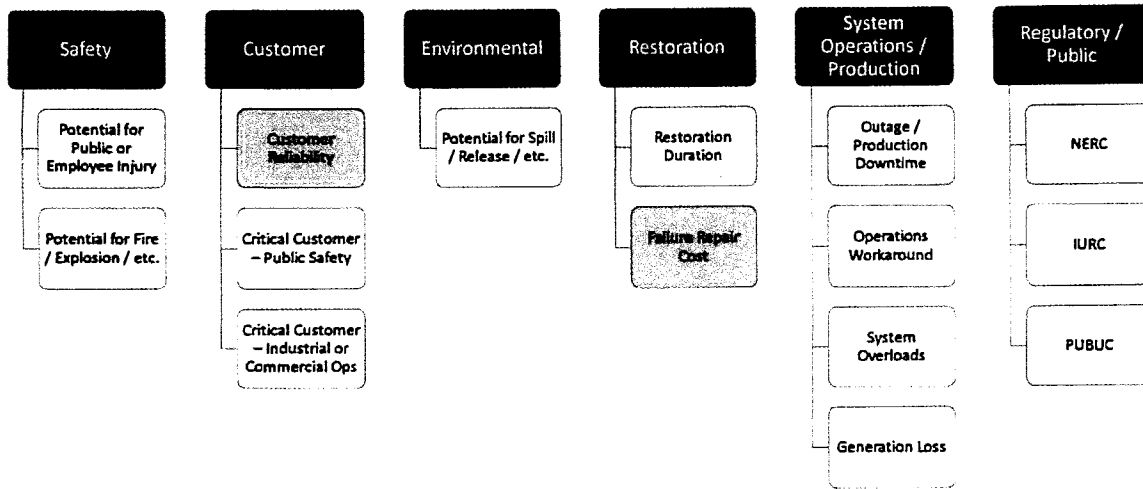 Safety
Potential for
Public or
Employee Injury
Potential for Fire
/ Explosion / etc.
Customer
Customer
Reliability
Critical Customer
– Public Safety
Critical Customer
– Industrial or
Commercial Ops
Environmental
Potential for Spill
/ Release / etc.
Restoration
Restoration
Duration
Failure Repair
Cost
System
Operations /
Production
Outage /
Production
Downtime
Operations
Workaround
System
Overloads
Generation Loss
Regulatory /
Public
NERC
IURC
PUBUC